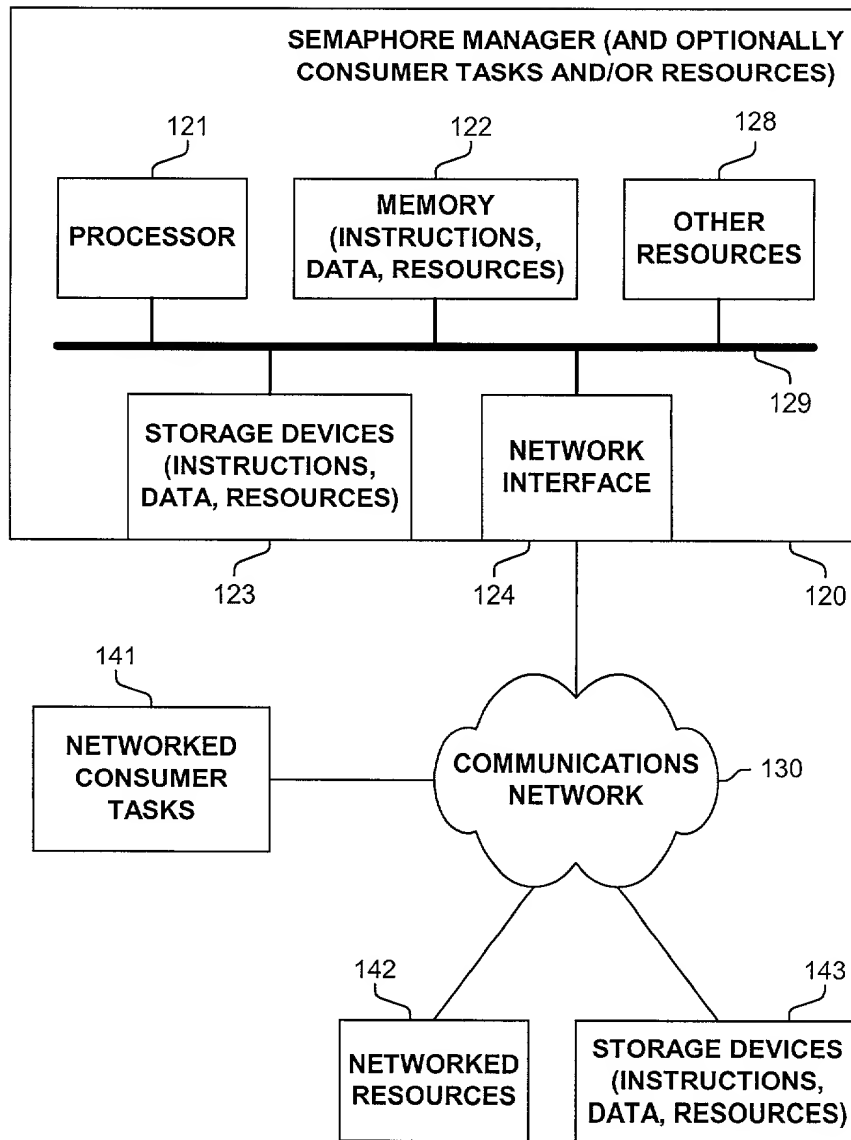 SEMAPHORE MANAGER (AND OPTIONALLY
CONSUMER TASKS AND/OR RESOURCES)
121
122
128
PROCESSOR
MEMORY
(INSTRUCTIONS,
DATA, RESOURCES)
OTHER
RESOURCES
129
STORAGE DEVICES
(INSTRUCTIONS,
DATA, RESOURCES)
NETWORK
INTERFACE
123
124
120
141
NETWORKED
CONSUMER
TASKS
COMMUNICATIONS
NETWORK
130
142
143
NETWORKED
RESOURCES
STORAGE DEVICES
(INSTRUCTIONS,
DATA, RESOURCES)